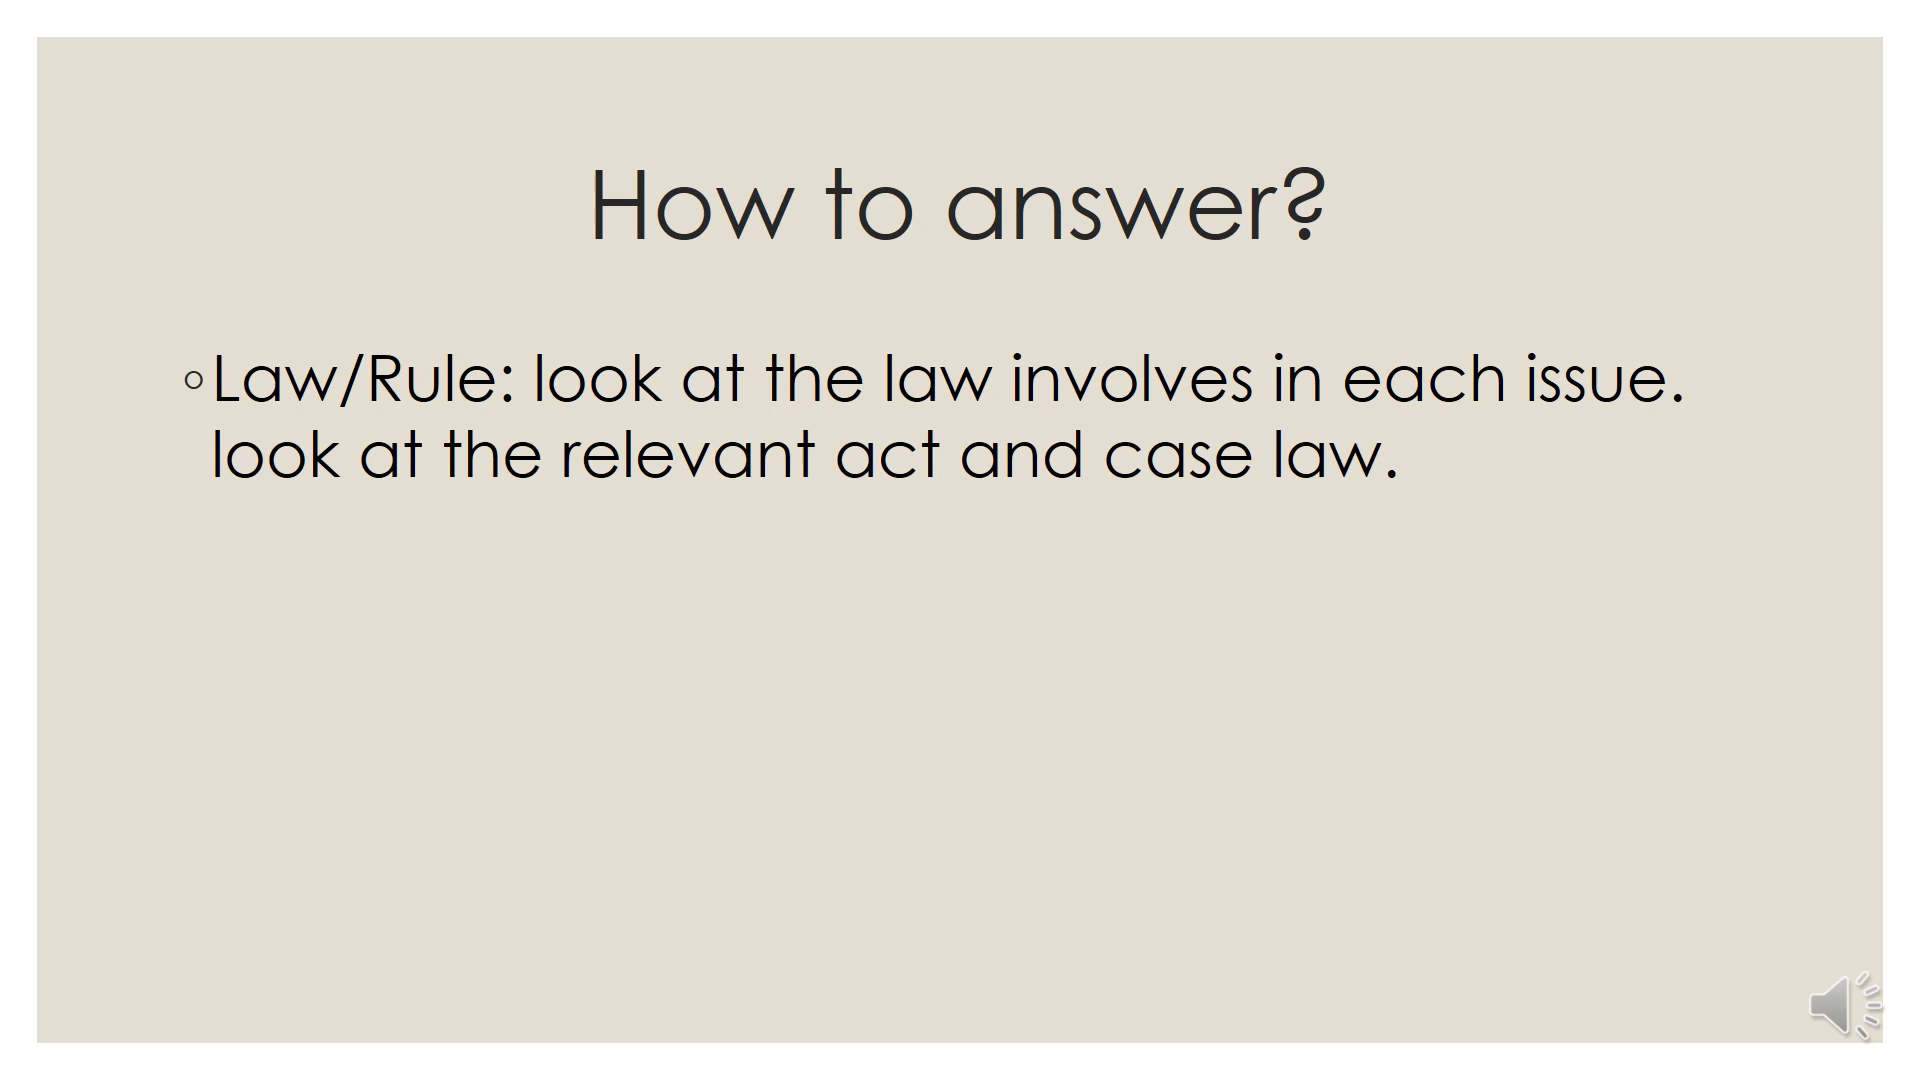 How to answer?
◦Law/Rule: look at the law involves in each issue.
look at the relevant act and case law.